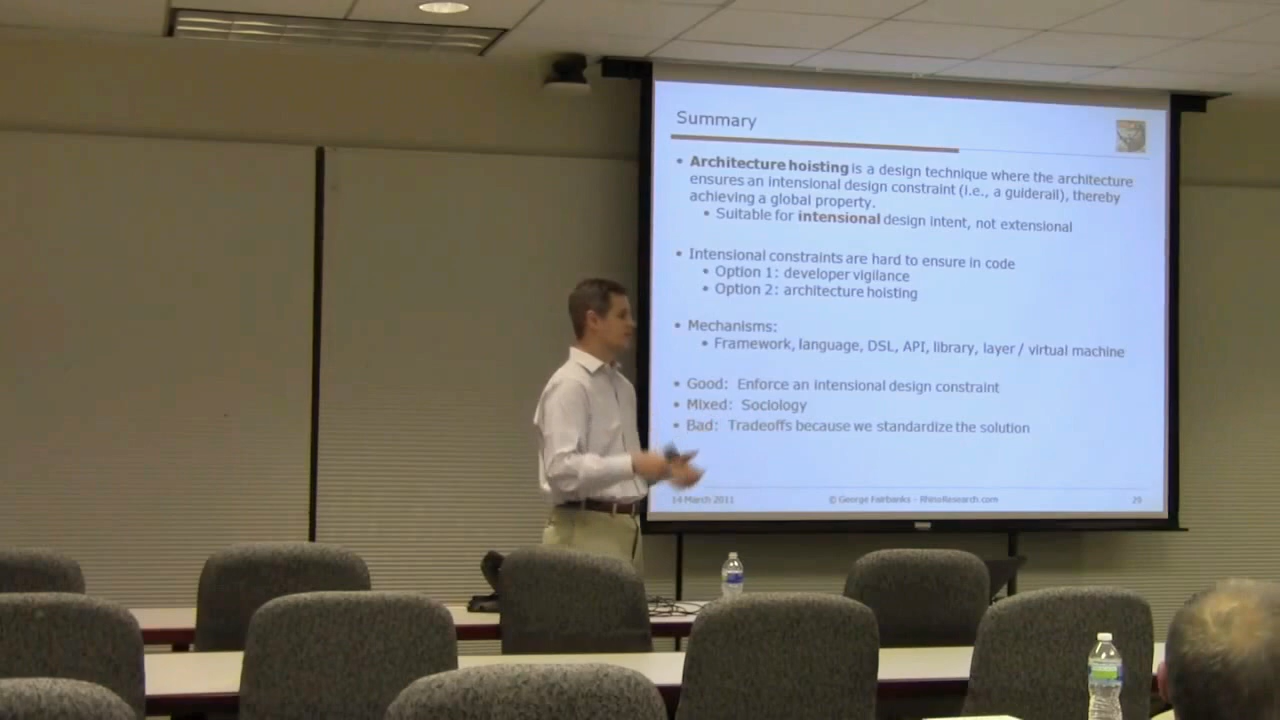 Summary
• Architecture hoisting is a design technique where the architecture
ensures an intensional design constraint (i.e., a guiderail), thereby
achieving a global property.
• Suitable for intensional design intent, not extensional
• Intensional constraints are hard to ensure in code
• Option 1: developer vigilance
• Option 2: architecture hoisting
• Mechanisms:
• Framework, language, DSL, API, library, layer / virtual machine
• Good: Enforce an intensional design constraint
• Mixed: Sociology
• Bad: Tradeoffs because we standardize the solution
14 March 2011
© George Fairbanks – RhinoResearch.com
29